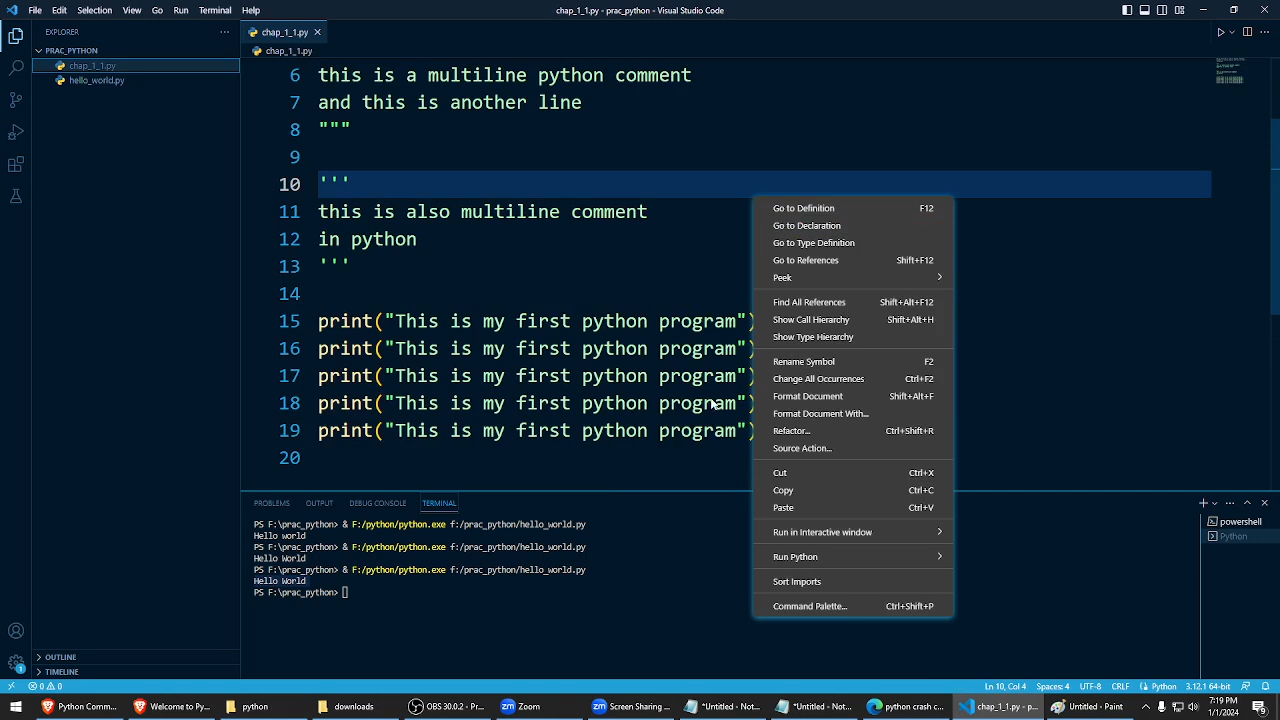 File Edit Selection View Go Run Terminal Help
chap_1_1.py - prac_python - Visual Studio Code
EXPLORER
chap_1_1.py
PRAC_PYTHON
chap_1_1.py
chap_1_1.py
hello_world.py
6 this is a multiline python comment
7 and this is another line
8 """
9
10 '''
11 this is also multiline comment
12 in python
13 '''
14
15 print("This is my first python program")
16 print("This is my first python program")
17 print("This is my first python program")
18 print("This is my first python program")
19 print("This is my first python program")
20
Go to Definition F12
Go to Declaration
Go to Type Definition
Go to References Shift+F12
Peek
Find All References Shift+Alt+F12
Show Call Hierarchy Shift+Alt+H
Show Type Hierarchy
Rename Symbol F2
Change All Occurrences Ctrl+F2
Format Document Shift+Alt+F
Format Document With...
Refactor... Ctrl+Shift+R
Source Action...
Cut Ctrl+X
Copy Ctrl+C
Paste Ctrl+V
Run in Interactive window
Run Python
Sort Imports
Command Palette... Ctrl+Shift+P
PROBLEMS OUTPUT DEBUG CONSOLE TERMINAL
PS F:\prac_python> & F:/python/python.exe f:/prac_python/hello_world.py
Hello world
PS F:\prac_python> & F:/python/python.exe f:/prac_python/hello_world.py
Hello World
PS F:\prac_python> & F:/python/python.exe f:/prac_python/hello_world.py
Hello World
PS F:\prac_python>
powershell
Python
OUTLINE
TIMELINE
1
0 0
Ln 10, Col 4 Spaces: 4 UTF-8 CRLF Python 3.12.1 64-bit
Python Comm...
Welcome to Py...
python
downloads
OBS 30.0.2 - Pr...
Zoom
Screen Sharing ...
*Untitled - Not...
*Untitled - Not...
python crash c...
chap_1_1.py - p...
Untitled - Paint
7:19 PM
7/1/2024